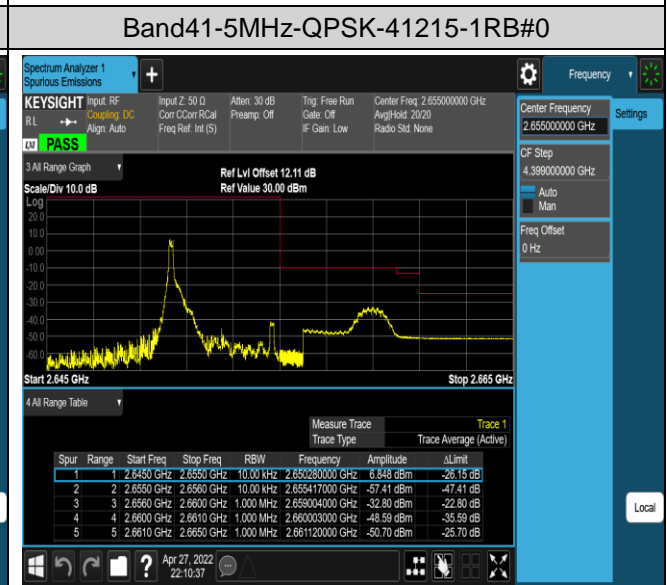 Band41-5MHz-QPSK-41215-1RB#0
Spectrum Analyzer 1
Spurious Emissions
Frequency
KEYSIGHT Input: RF Input Z: 50 Ω Atten: 30 dB Trig: Free Run Center Freq: 2.655000000 GHz
RL Coupling: DC Corr CCorr RCal Preamp: Off Gate: Off Avg|Hold: 20/20
Align: Auto Freq Ref: Int (S) IF Gain: Low Radio Std: None
LXI PASS
Center Frequency
2.655000000 GHz
Settings
CF Step
4.399000000 GHz
Auto
Man
Freq Offset
0 Hz
3 All Range Graph
Ref Lvl Offset 12.11 dB
Scale/Div 10.0 dB Ref Value 30.00 dBm
Log
20.0
10.0
0.00
-10.0
-20.0
-30.0
-40.0
-50.0
-60.0
Start 2.645 GHz Stop 2.665 GHz
4 All Range Table
Measure Trace Trace 1
Trace Type Trace Average (Active)
Spur Range Start Freq Stop Freq RBW Frequency Amplitude ΔLimit
1 1 2.6450 GHz 2.6550 GHz 10.00 kHz 2.650280000 GHz 6.848 dBm -26.15 dB
2 2 2.6550 GHz 2.6560 GHz 10.00 kHz 2.655417000 GHz -57.41 dBm -47.41 dB
3 3 2.6560 GHz 2.6600 GHz 1.000 MHz 2.659004000 GHz -32.80 dBm -22.80 dB
4 4 2.6600 GHz 2.6610 GHz 1.000 MHz 2.660003000 GHz -48.59 dBm -35.59 dB
5 5 2.6610 GHz 2.6650 GHz 1.000 MHz 2.661120000 GHz -50.70 dBm -25.70 dB
Local
Apr 27, 2022
22:10:37